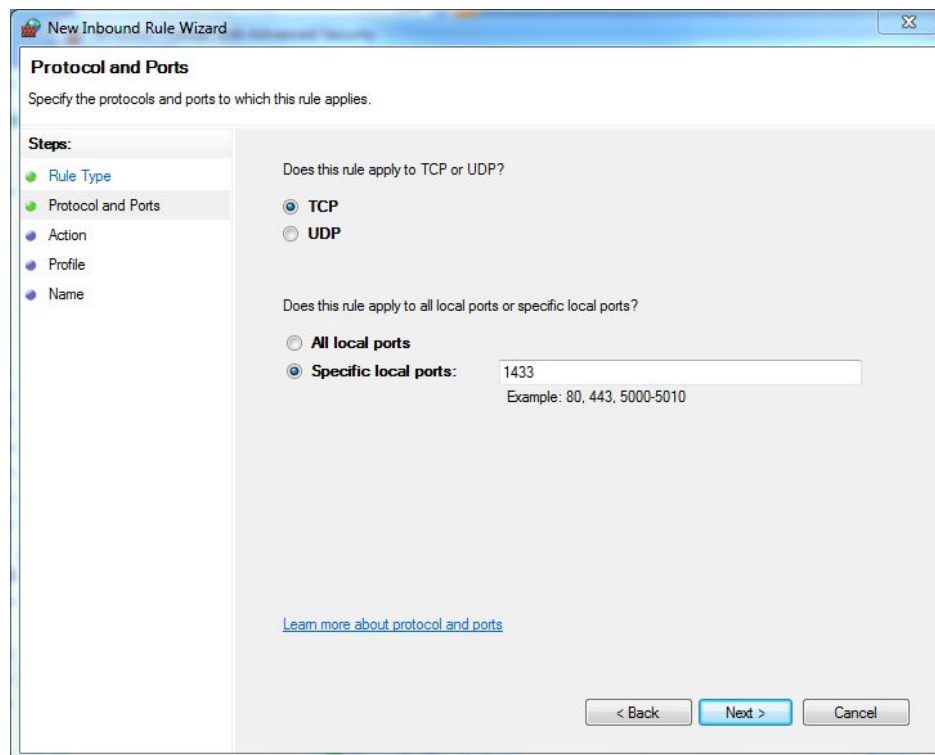 New Inbound Rule Wizard
Protocol and Ports
Specify the protocols and ports to which this rule applies.
Steps:
Rule Type
Protocol and Ports
Action
Profile
Name
Does this rule apply to TCP or UDP?
TCP
UDP
Does this rule apply to all local ports or specific local ports?
All local ports
Specific local ports: 1433
Example: 80, 443, 5000-5010
Learn more about protocol and ports
< Back Next > Cancel